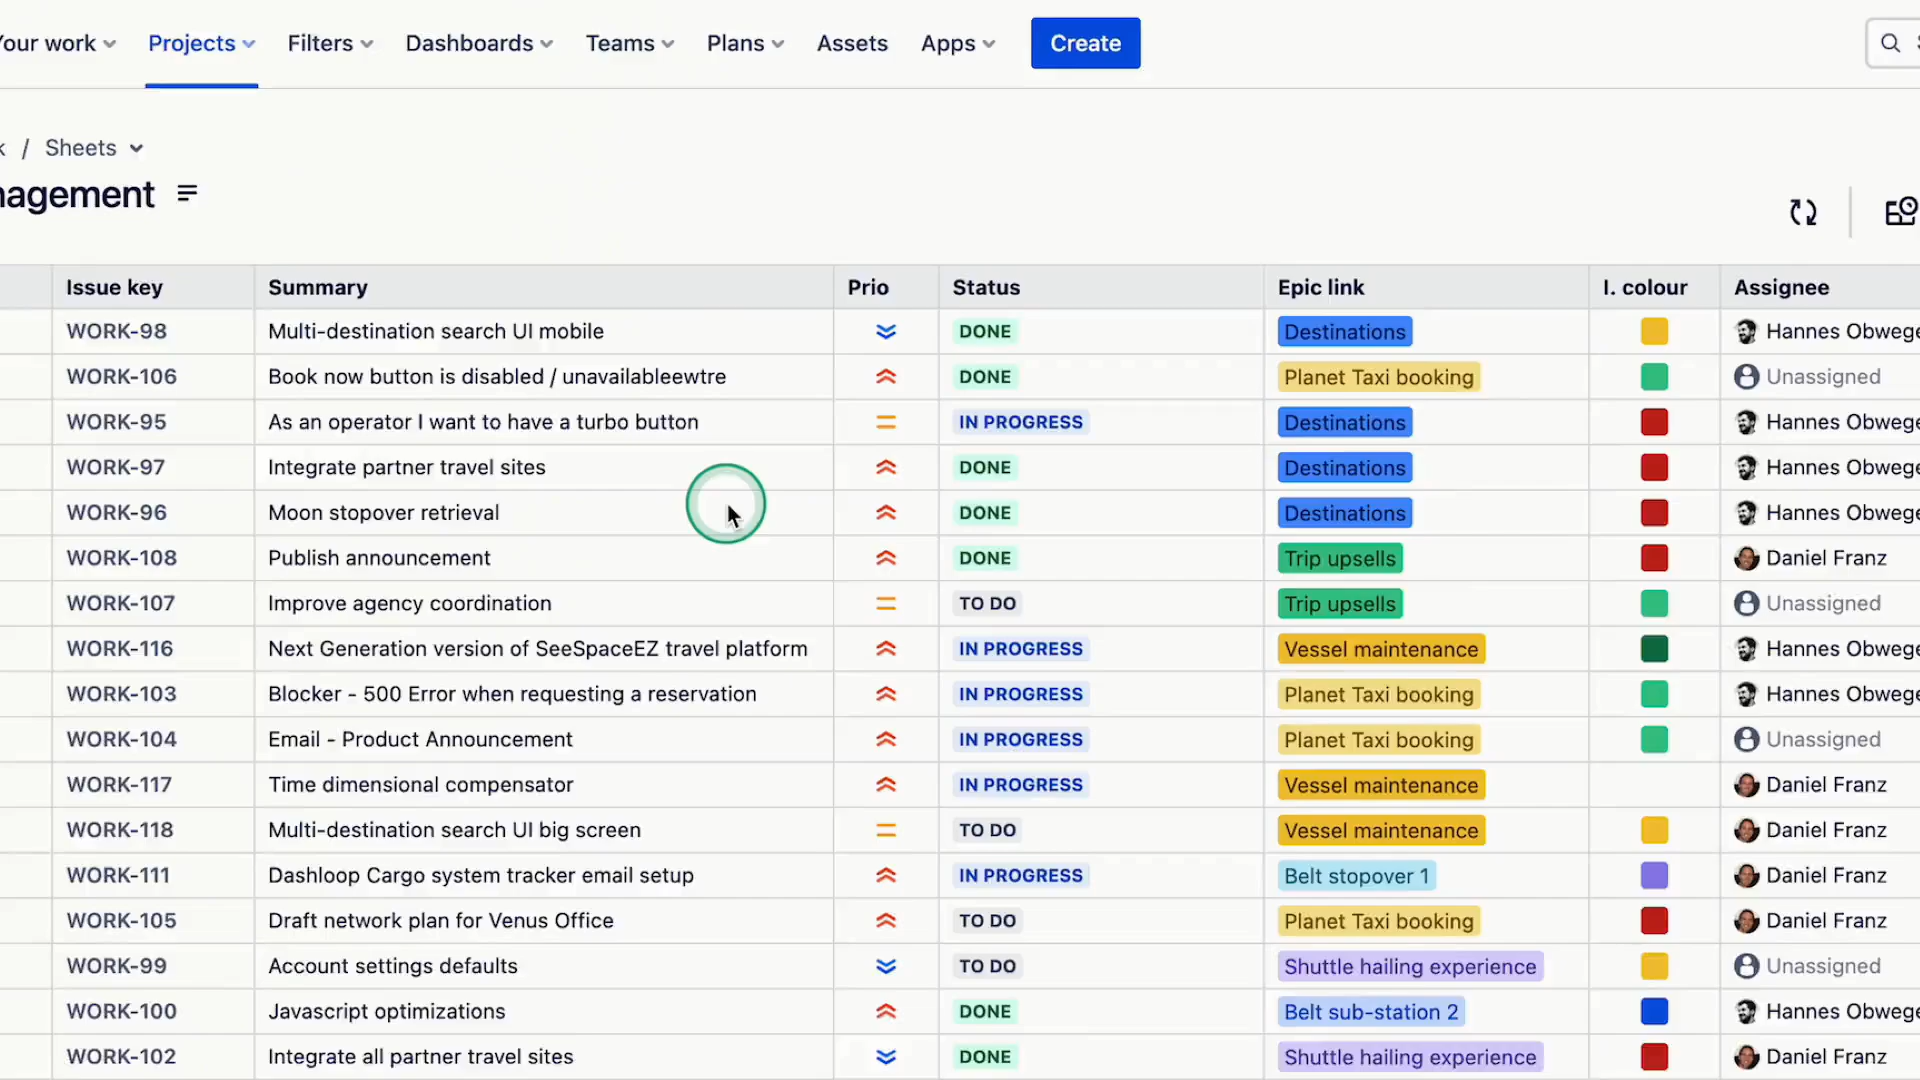 Your work Projects Filters Dashboards Teams Plans Assets Apps Create
/ Sheets
nagement
Issue key Summary Prio Status Epic link I. colour Assignee
WORK-98 Multi-destination search UI mobile DONE Destinations Hannes Obwege
WORK-106 Book now button is disabled / unavailableewtre DONE Planet Taxi booking Unassigned
WORK-95 As an operator I want to have a turbo button IN PROGRESS Destinations Hannes Obwege
WORK-97 Integrate partner travel sites DONE Destinations Hannes Obwege
WORK-96 Moon stopover retrieval DONE Destinations Hannes Obwege
WORK-108 Publish announcement DONE Trip upsells Daniel Franz
WORK-107 Improve agency coordination TO DO Trip upsells Unassigned
WORK-116 Next Generation version of SeeSpaceEZ travel platform IN PROGRESS Vessel maintenance Hannes Obwege
WORK-103 Blocker - 500 Error when requesting a reservation IN PROGRESS Planet Taxi booking Hannes Obwege
WORK-104 Email - Product Announcement IN PROGRESS Planet Taxi booking Unassigned
WORK-117 Time dimensional compensator IN PROGRESS Vessel maintenance Daniel Franz
WORK-118 Multi-destination search UI big screen TO DO Vessel maintenance Daniel Franz
WORK-111 Dashloop Cargo system tracker email setup IN PROGRESS Belt stopover 1 Daniel Franz
WORK-105 Draft network plan for Venus Office TO DO Planet Taxi booking Daniel Franz
WORK-99 Account settings defaults TO DO Shuttle hailing experience Unassigned
WORK-100 Javascript optimizations DONE Belt sub-station 2 Hannes Obwege
WORK-102 Integrate all partner travel sites DONE Shuttle hailing experience Daniel Franz